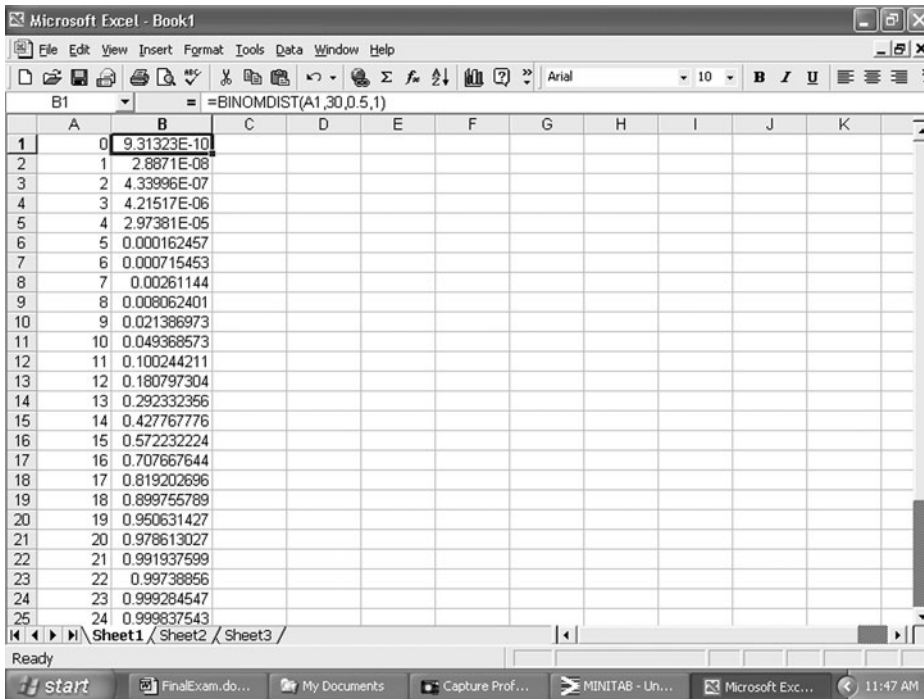 Microsoft Excel - Book1
File Edit View Insert Format Tools Data Window Help
Arial 10 B I U
B1 = =BINOMDIST(A1,30,0.5,1)
A B C D E F G H I J K
1 0 9.31323E-10
2 1 2.8871E-08
3 2 4.33996E-07
4 3 4.21517E-06
5 4 2.97381E-05
6 5 0.000162457
7 6 0.000715453
8 7 0.00261144
9 8 0.008062401
10 9 0.021386973
11 10 0.049368573
12 11 0.100244211
13 12 0.180797304
14 13 0.292332356
15 14 0.427767776
16 15 0.572232224
17 16 0.707667644
18 17 0.819202696
19 18 0.899755789
20 19 0.950631427
21 20 0.978613027
22 21 0.991937599
23 22 0.99738856
24 23 0.999284547
25 24 0.999837543
Sheet1 / Sheet2 / Sheet3 /
Ready
start FinalExam.do... My Documents Capture Prof... MINITAB - Un... Microsoft Exc... 11:47 AM